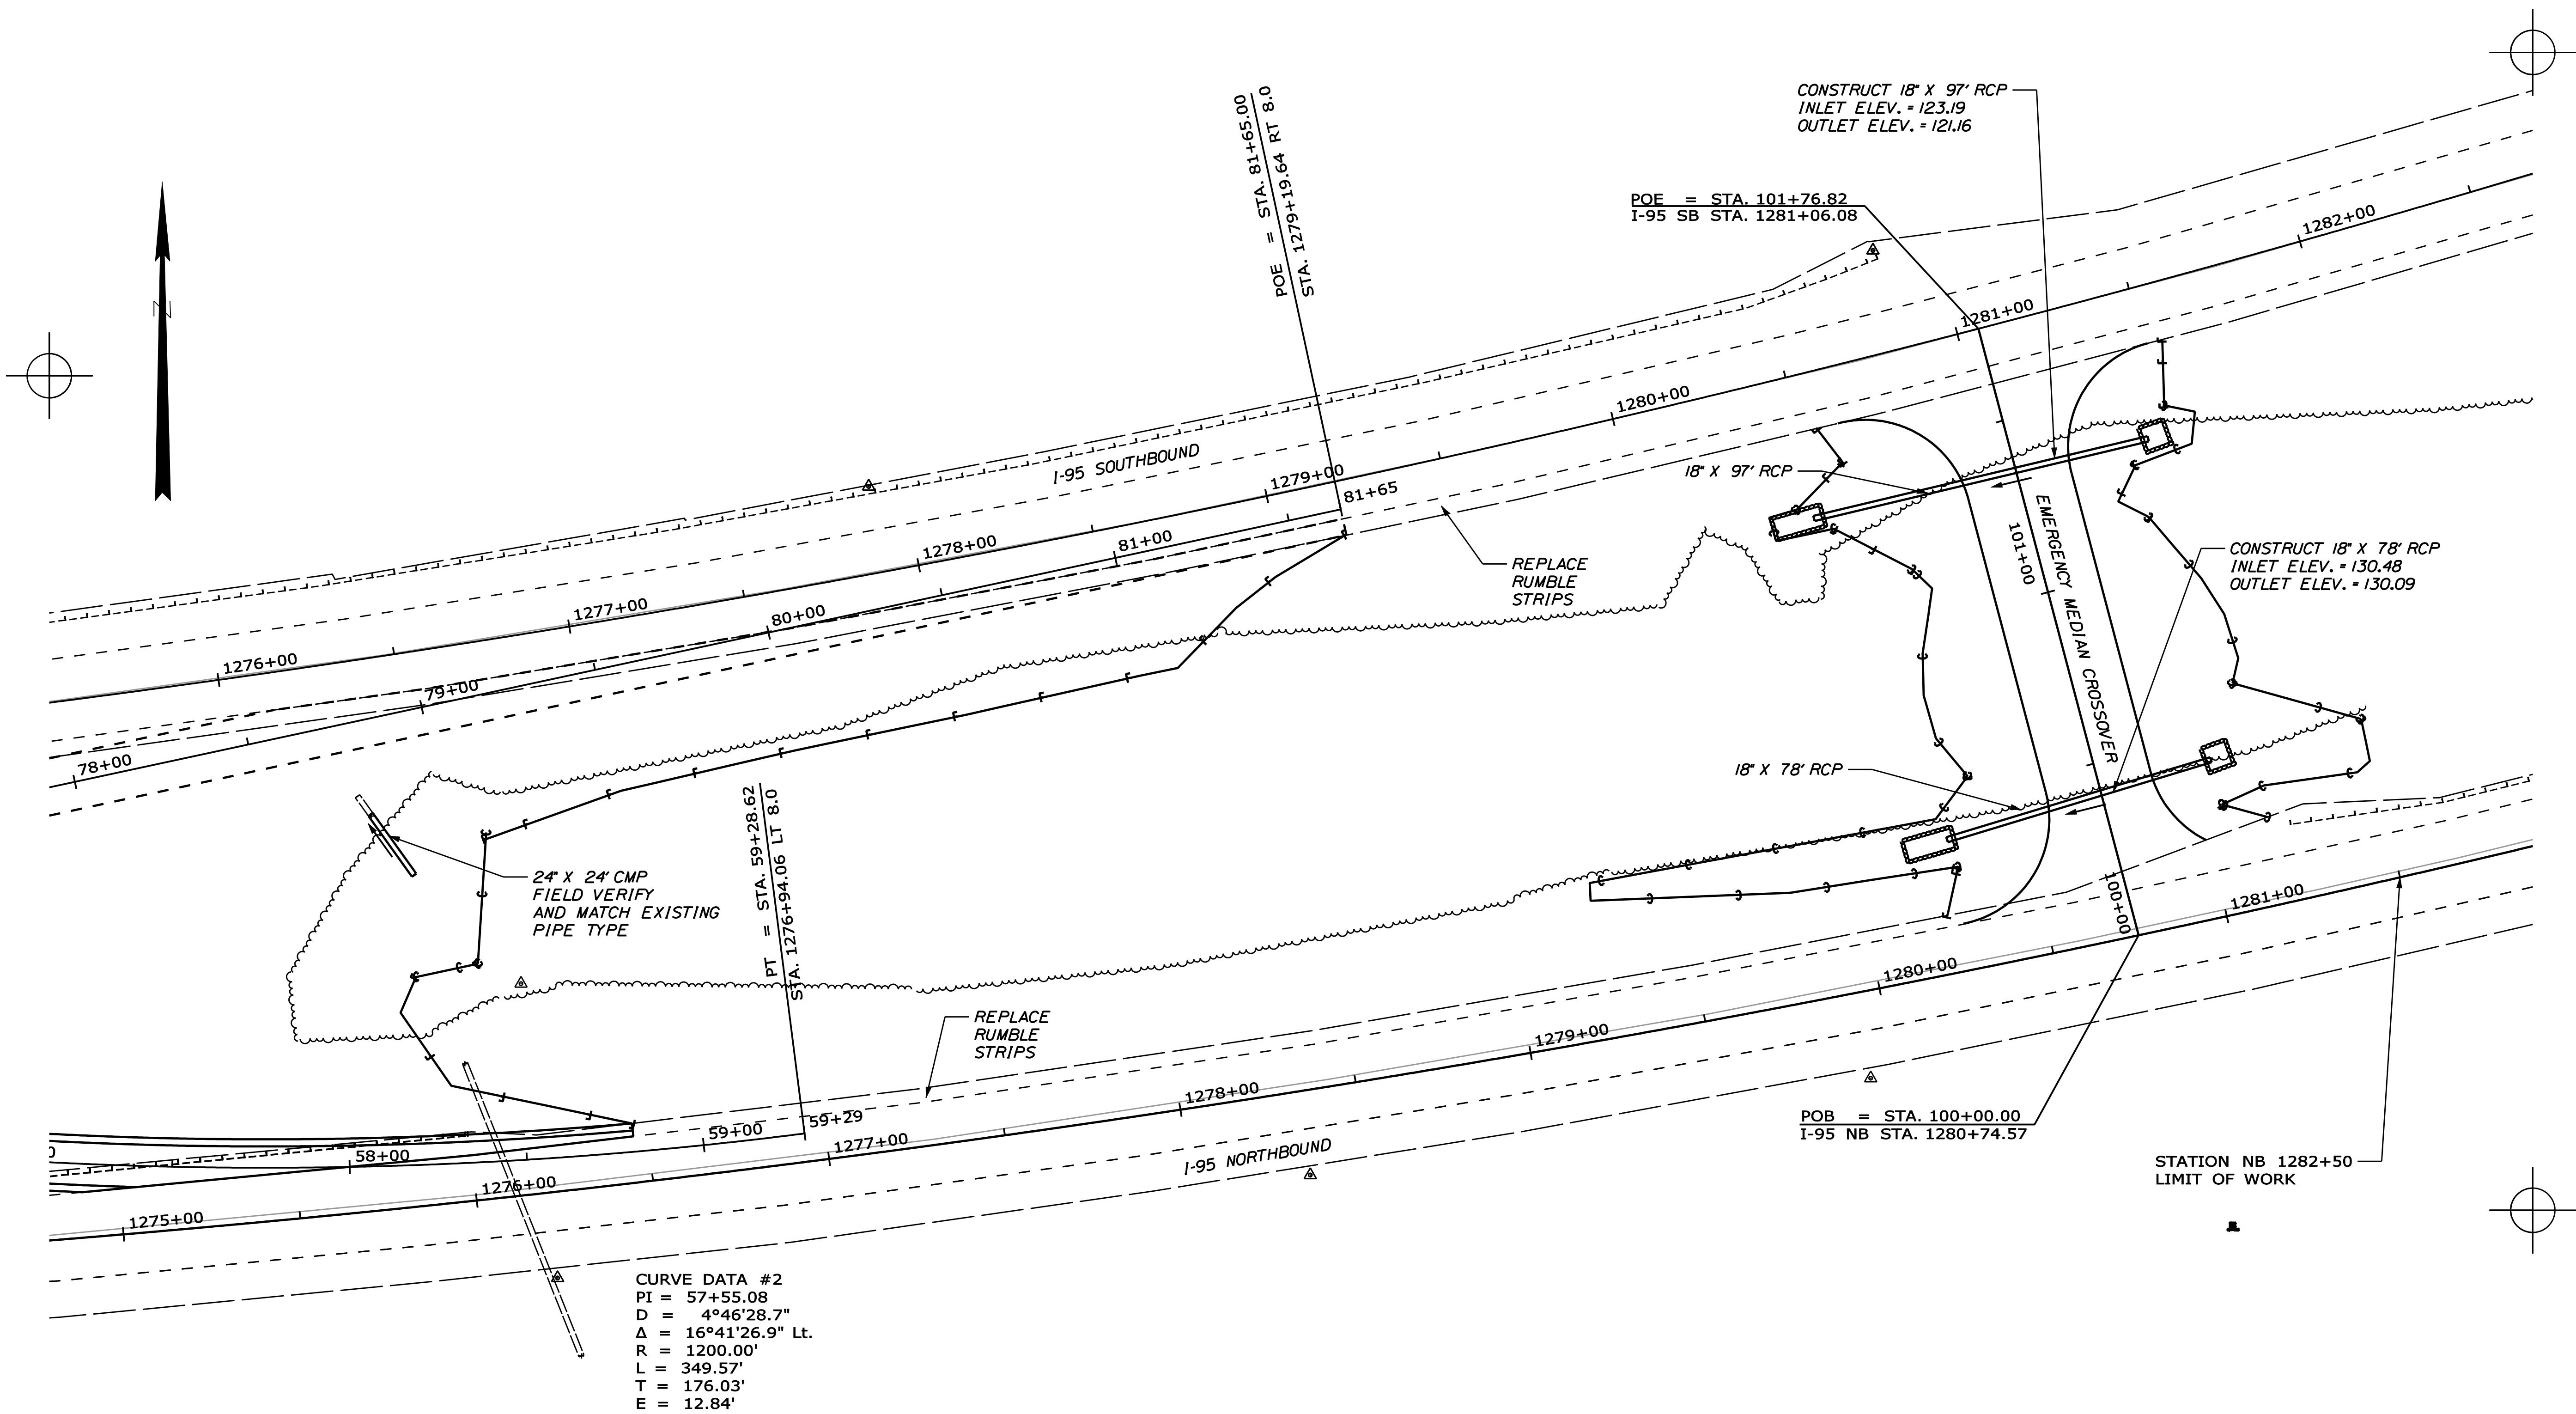 CONSTRUCT 18" X 97' RCP
INLET ELEV. = 123.19
OUTLET ELEV. = 121.16
POE = STA. 81+65.00
STA. 1279+19.64 RT 8.0
POE = STA. 101+76.82
I-95 SB STA. 1281+06.08
N
1282+00
1281+00
1280+00
1279+00
1278+00
1277+00
1276+00
I-95 SOUTHBOUND
81+65
81+00
80+00
79+00
78+00
18" X 97' RCP
REPLACE
RUMBLE
STRIPS
EMERGENCY MEDIAN CROSSOVER
101+00
100+00
CONSTRUCT 18" X 78' RCP
INLET ELEV. = 130.48
OUTLET ELEV. = 130.09
18" X 78' RCP
PT = STA. 59+28.62
STA. 1276+94.06 LT 8.0
24" X 24' CMP
FIELD VERIFY
AND MATCH EXISTING
PIPE TYPE
REPLACE
RUMBLE
STRIPS
1281+00
1280+00
1279+00
1278+00
1277+00
1276+00
1275+00
59+29
59+00
58+00
0
I-95 NORTHBOUND
POB = STA. 100+00.00
I-95 NB STA. 1280+74.57
STATION NB 1282+50
LIMIT OF WORK
CURVE DATA #2
PI = 57+55.08
D = 4°46'28.7"
Δ = 16°41'26.9" Lt.
R = 1200.00'
L = 349.57'
T = 176.03'
E = 12.84'